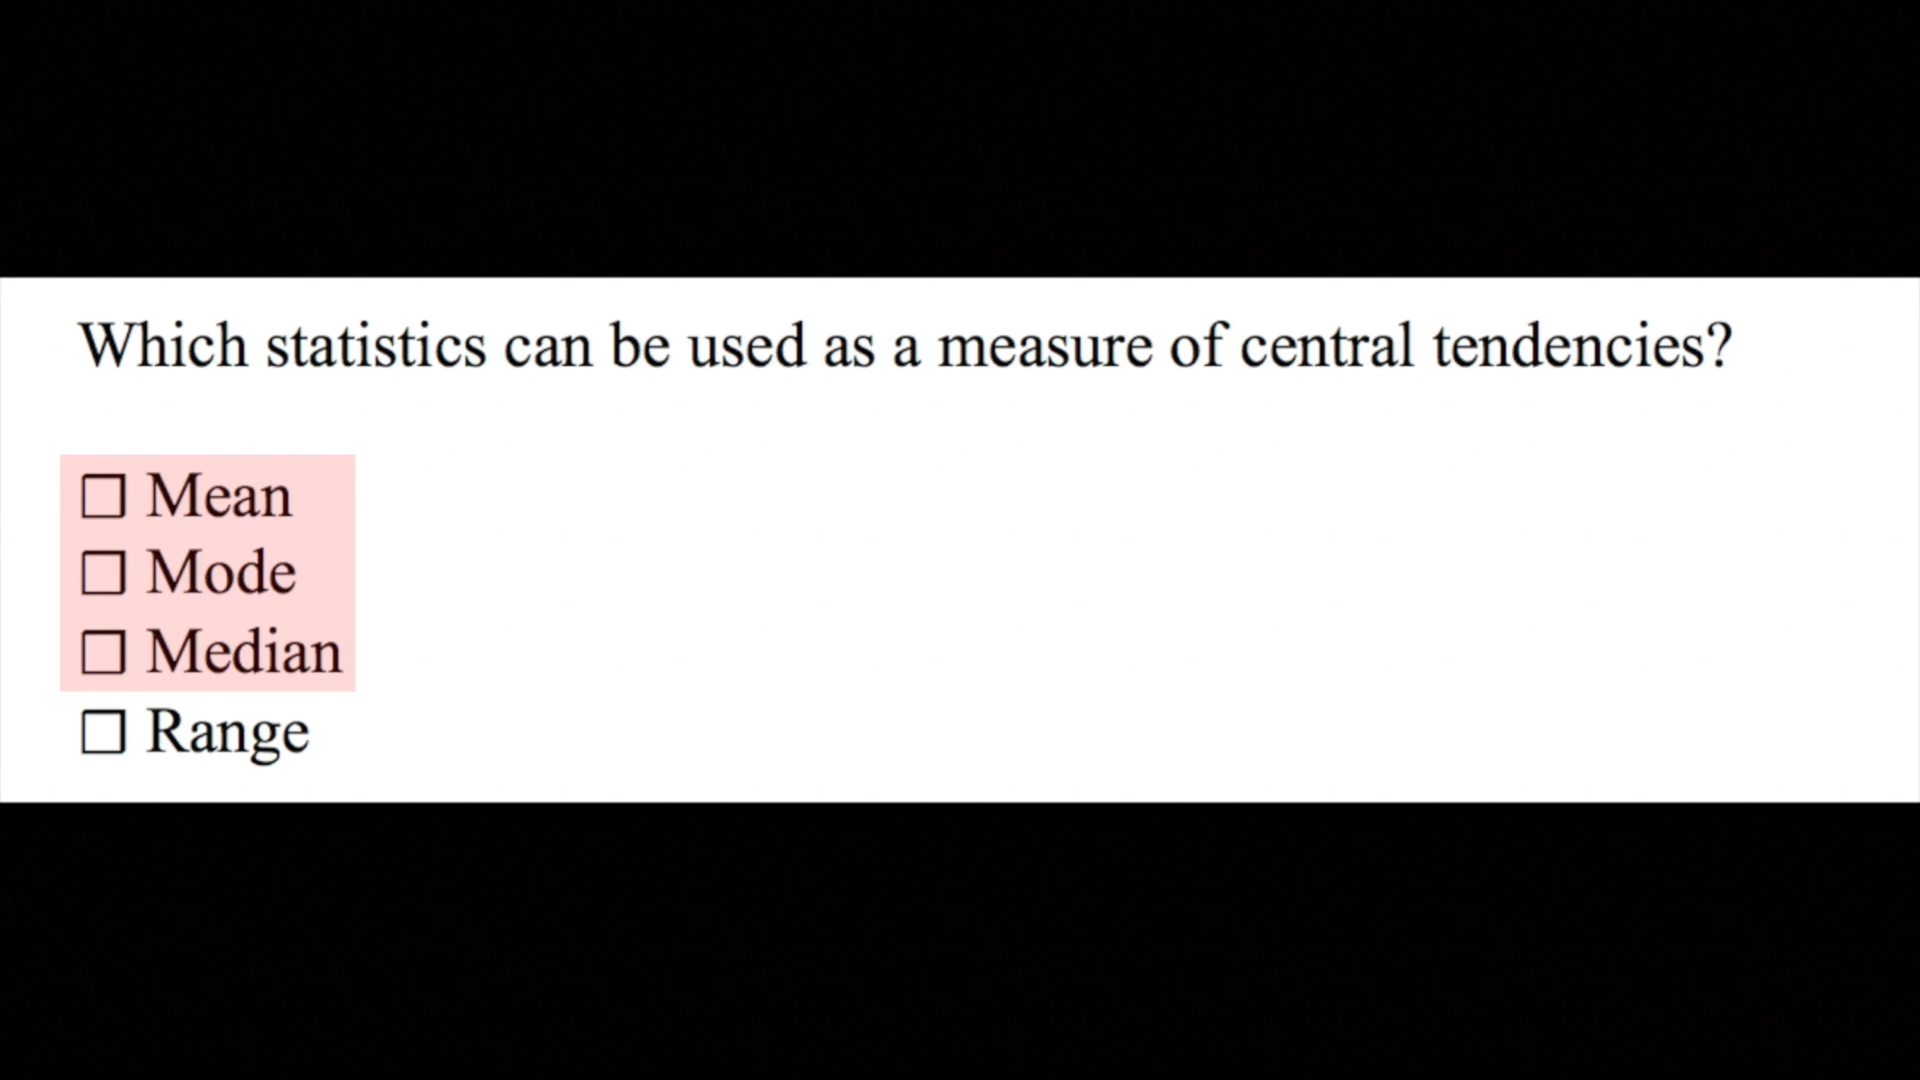 Which statistics can be used as a measure of central tendencies?
☐ Mean
☐ Mode
☐ Median
☐ Range